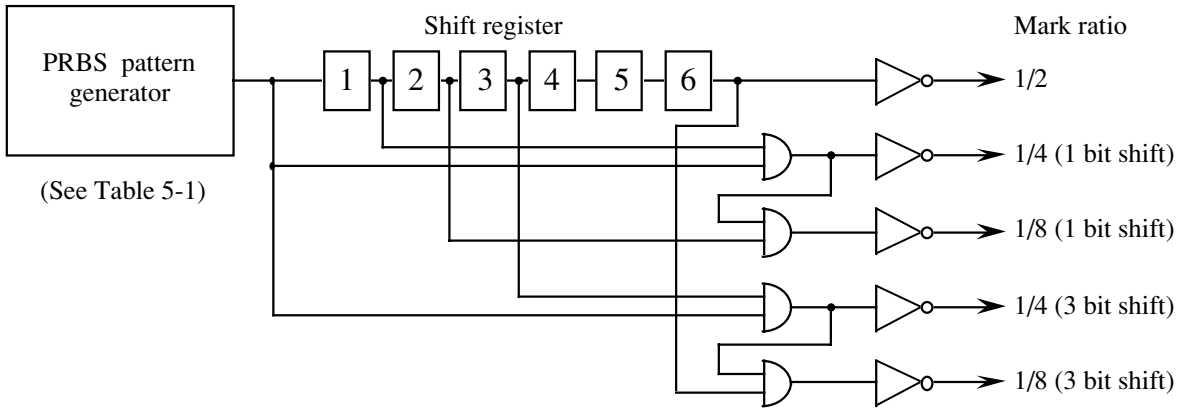 Shift register
Mark ratio
PRBS pattern
generator
1 2 3 4 5 6
1/2
1/4 (1 bit shift)
(See Table 5-1)
1/8 (1 bit shift)
1/4 (3 bit shift)
1/8 (3 bit shift)